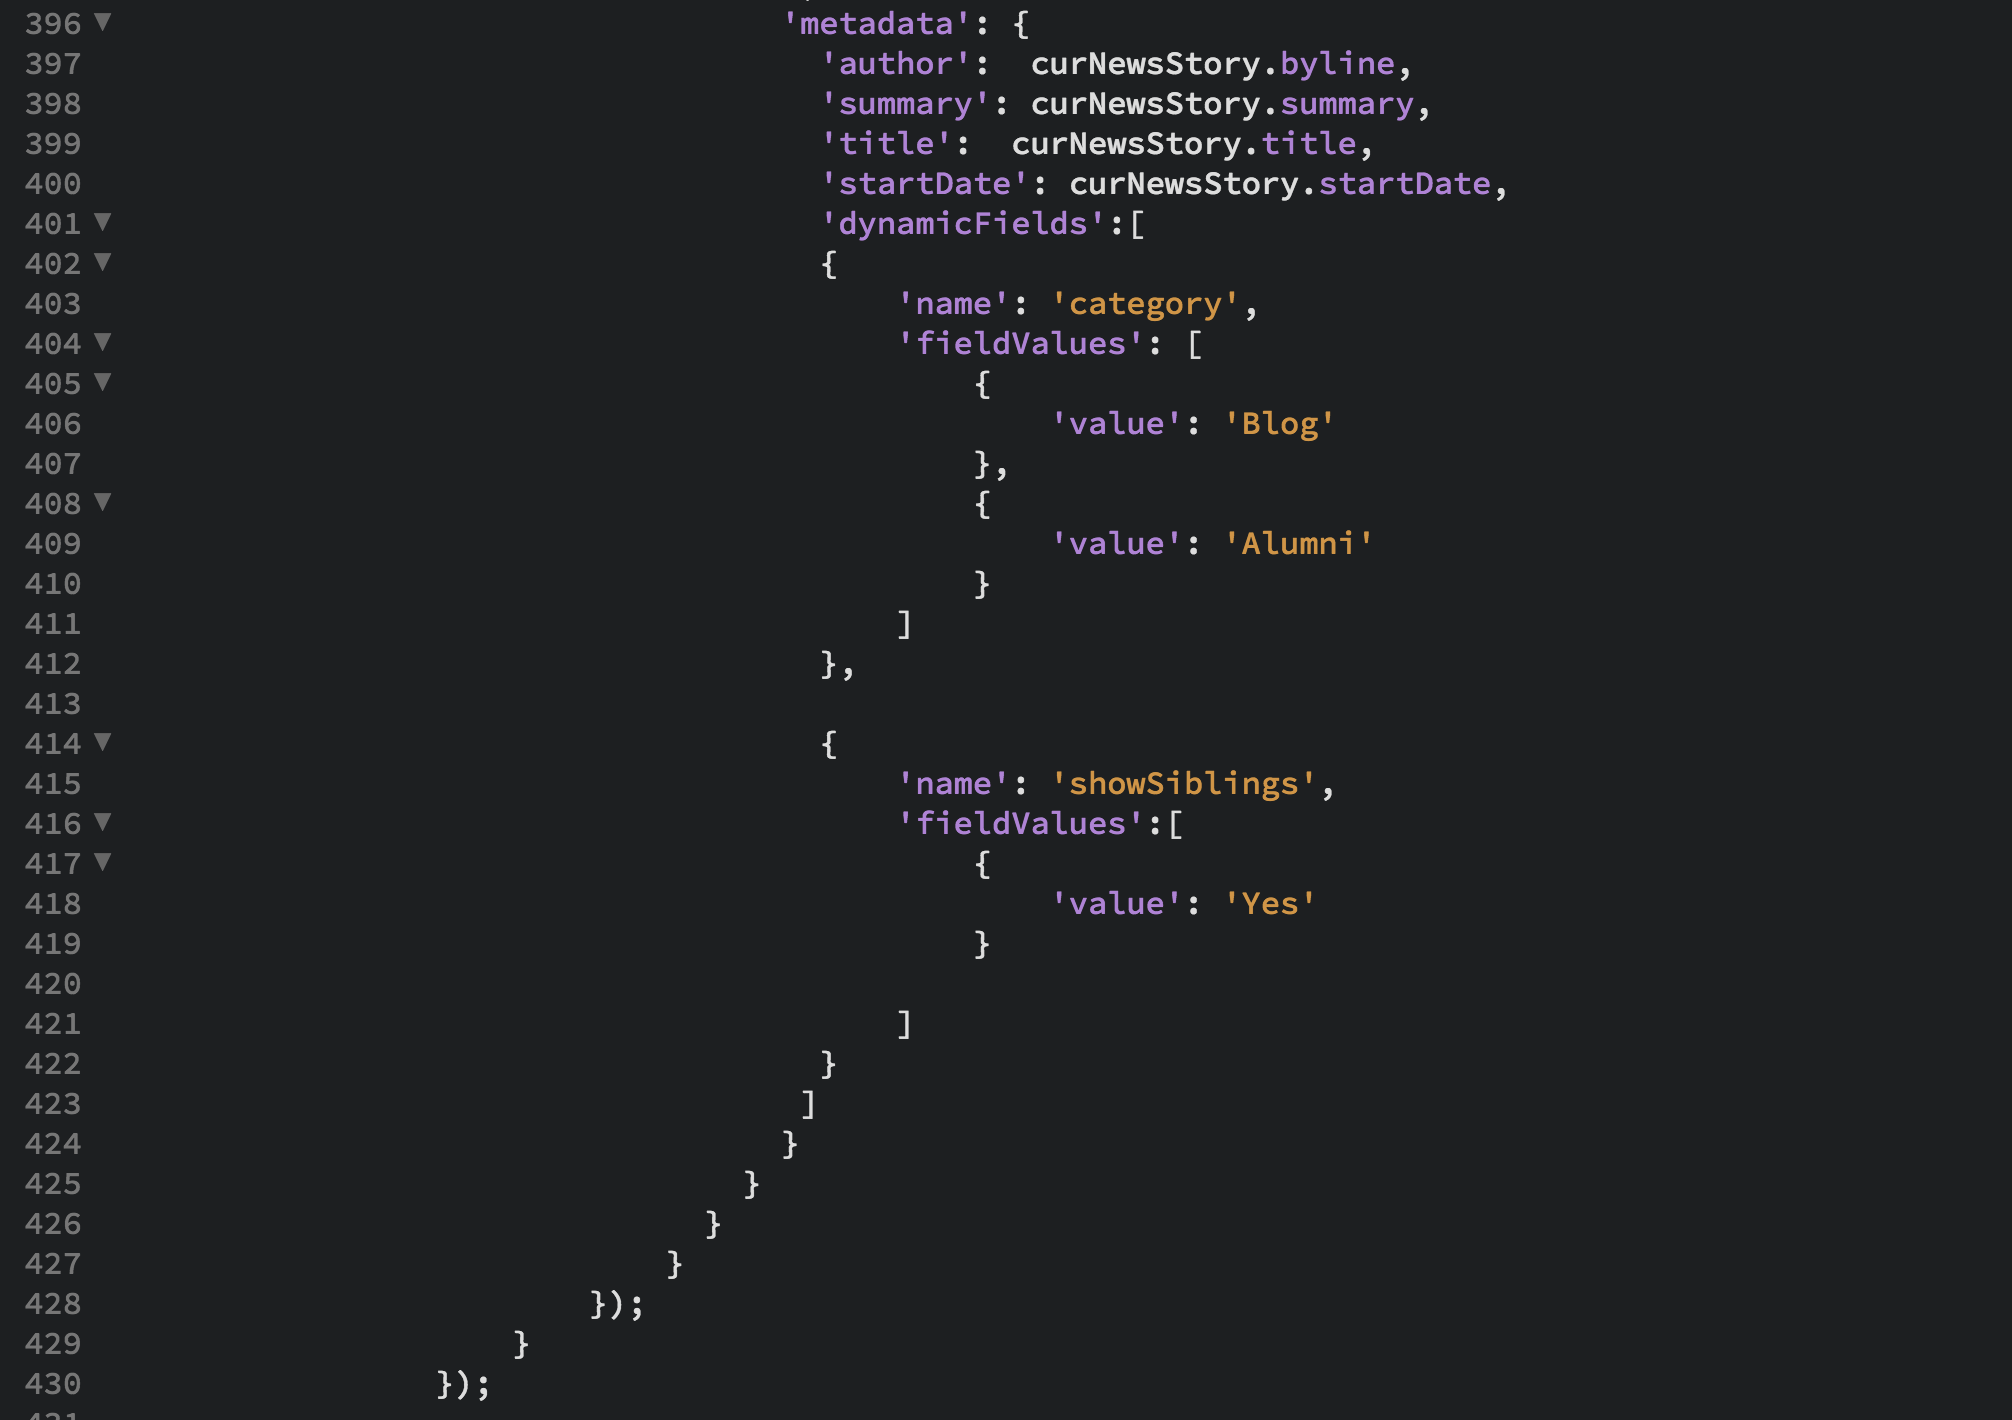 396 ▼ 'metadata': {
397 'author':  curNewsStory.byline,
398 'summary': curNewsStory.summary,
399 'title':  curNewsStory.title,
400 'startDate': curNewsStory.startDate,
401 ▼ 'dynamicFields':[
402 ▼ {
403 'name': 'category',
404 ▼ 'fieldValues': [
405 ▼ {
406 'value': 'Blog'
407 },
408 ▼ {
409 'value': 'Alumni'
410 }
411 ]
412 },
413
414 ▼ {
415 'name': 'showSiblings',
416 ▼ 'fieldValues':[
417 ▼ {
418 'value': 'Yes'
419 }
420
421 ]
422 }
423 ]
424 }
425 }
426 }
427 }
428 });
429 }
430 });